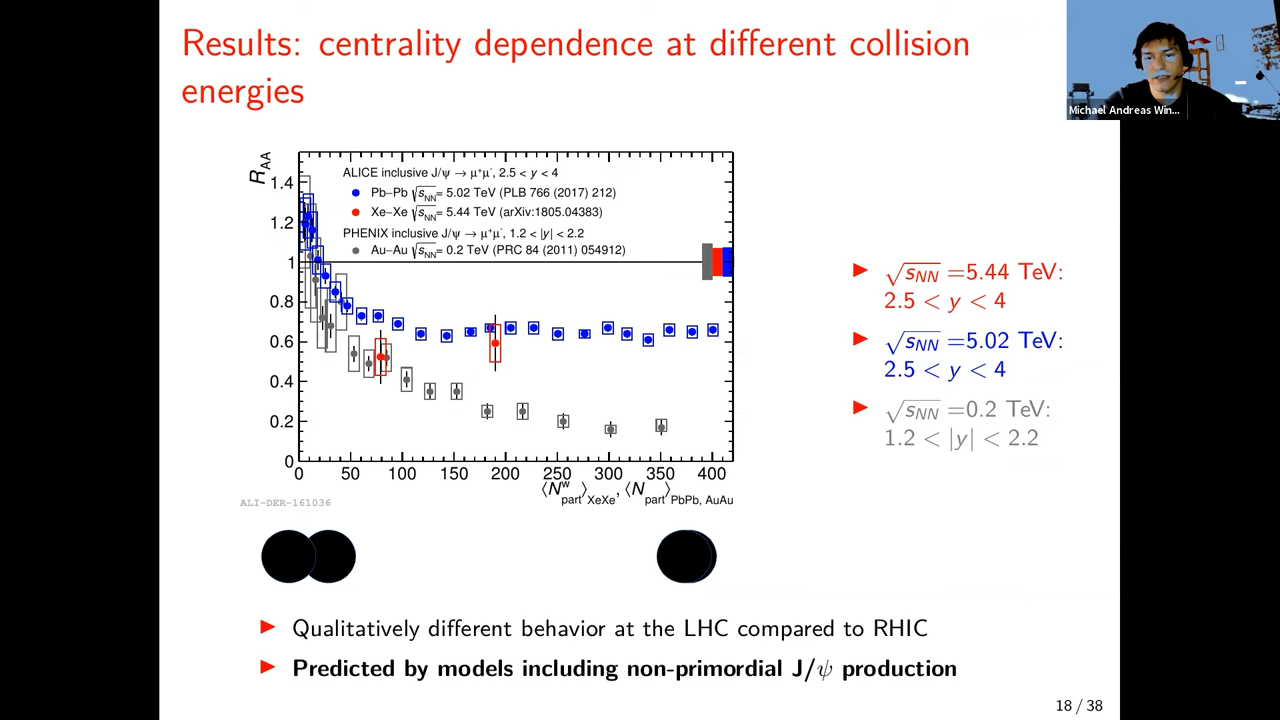 Results: centrality dependence at different collision
energies
Michael Andreas Win...
R_AA
ALICE inclusive J/ψ → μ⁺μ⁻, 2.5 < y < 4
Pb−Pb √s_NN = 5.02 TeV (PLB 766 (2017) 212)
Xe−Xe √s_NN = 5.44 TeV (arXiv:1805.04383)
PHENIX inclusive J/ψ → μ⁺μ⁻, 1.2 < |y| < 2.2
Au−Au √s_NN = 0.2 TeV (PRC 84 (2011) 054912)
1.4
1.2
1
0.8
0.6
0.4
0.2
0
0 50 100 150 200 250 300 350 400
⟨N^w_part⟩_XeXe, ⟨N_part⟩_PbPb, AuAu
ALI-DER-161036
√s_NN =5.44 TeV:
2.5 < y < 4
√s_NN =5.02 TeV:
2.5 < y < 4
√s_NN =0.2 TeV:
1.2 < |y| < 2.2
Qualitatively different behavior at the LHC compared to RHIC
Predicted by models including non-primordial J/ψ production
18 / 38